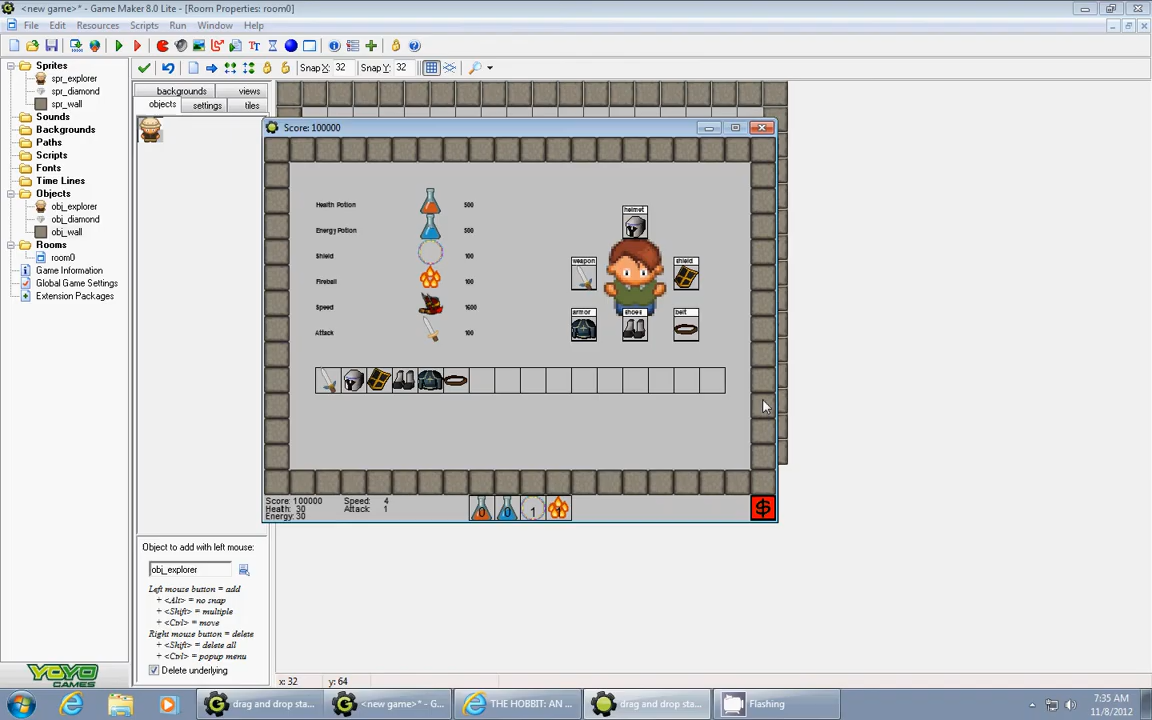 <new game>* - Game Maker 8.0 Lite - [Room Properties: room0]
File Edit Resources Scripts Run Window Help
Sprites
spr_explorer
spr_diamond
spr_wall
Sounds
Backgrounds
Paths
Scripts
Fonts
Time Lines
Objects
obj_explorer
obj_diamond
obj_wall
Rooms
room0
Game Information
Global Game Settings
Extension Packages
YOYO
GAMES
Snap X: 32 Snap Y: 32
backgrounds views
objects settings tiles
Object to add with left mouse:
obj_explorer
Left mouse button = add
+ <Alt> = no snap
+ <Shift> = multiple
+ <Ctrl> = move
Right mouse button = delete
+ <Shift> = delete all
+ <Ctrl> = popup menu
Delete underlying
Score: 100000
Health Potion 500
Energy Potion 500
Shield 100
Fireball 100
Speed 1600
Attack 100
helmet
weapon shield
armor shoes belt
Score: 100000 Speed: 4
Health: 30 Attack: 1
Energy: 30
0 0 1 1
$
x: 32 y: 64
drag and drop sta... <new game>* - G... THE HOBBIT: AN ... drag and drop sta... Flashing
7:35 AM
11/8/2012